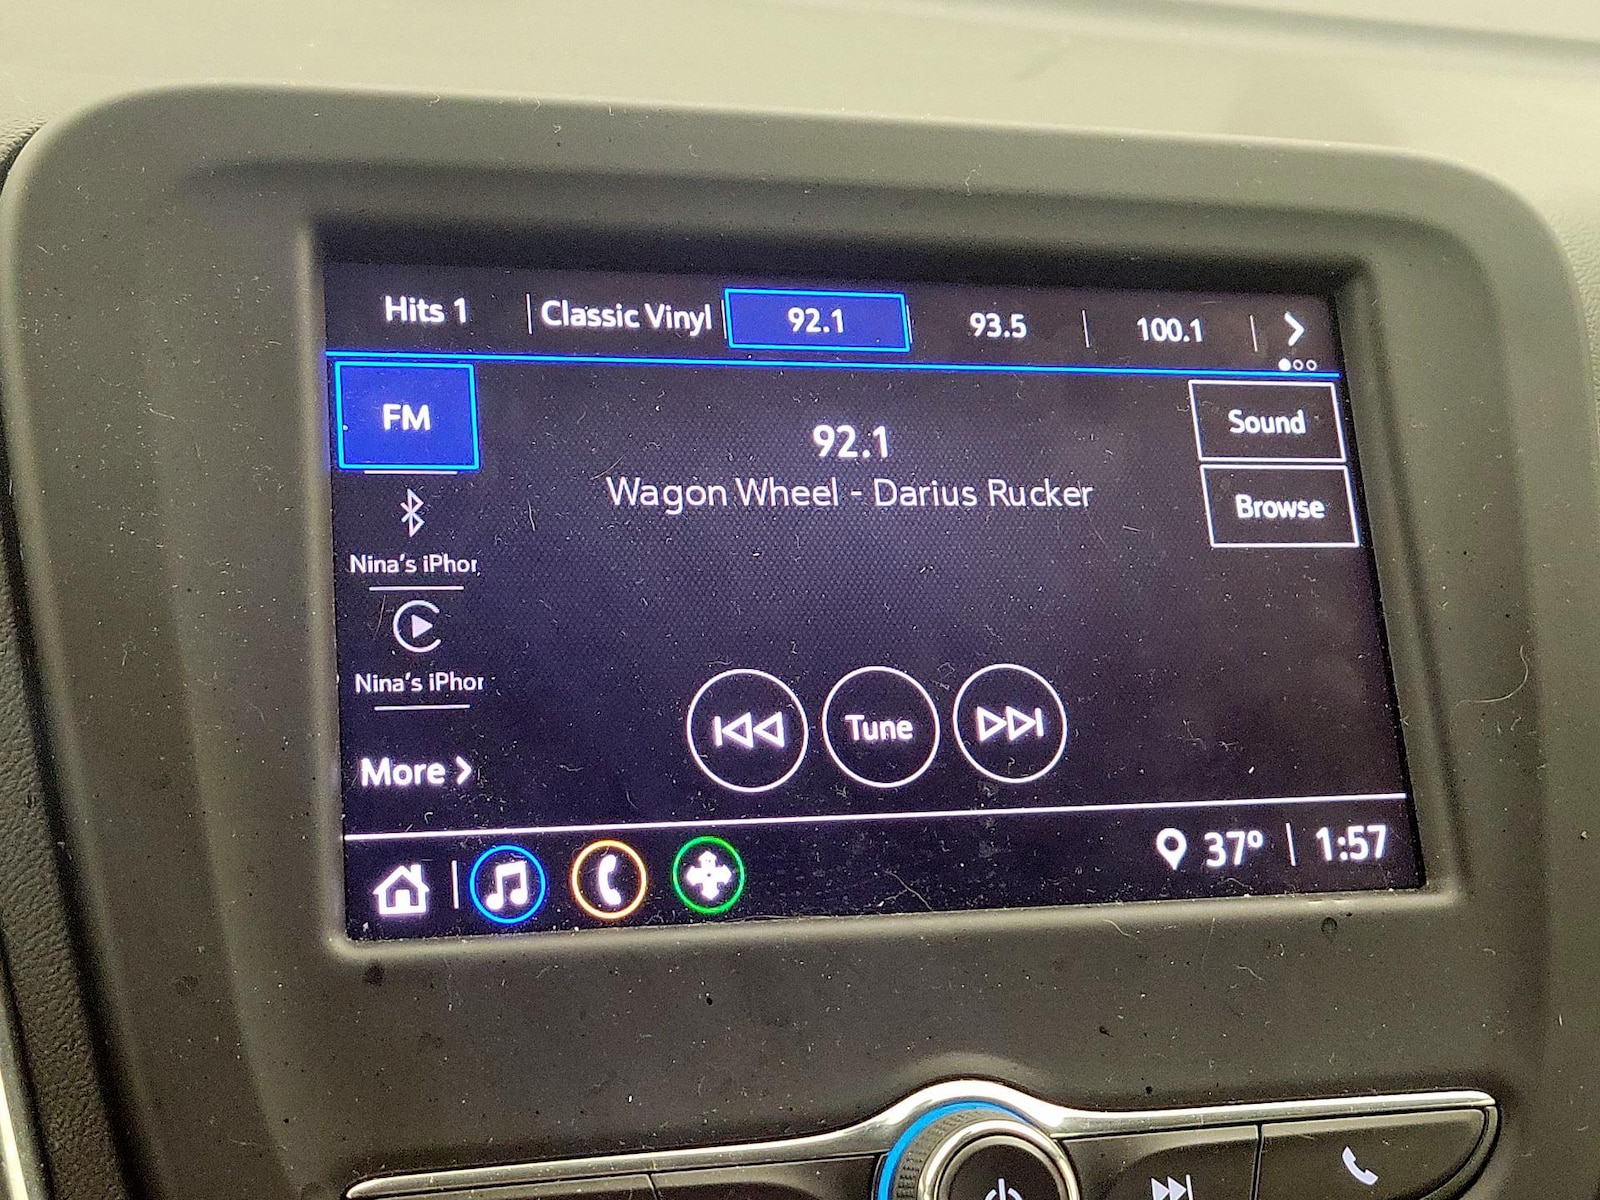 Hits 1 Classic Vinyl 92.1 93.5 100.1
FM
92.1
Wagon Wheel - Darius Rucker
Sound
Browse
Nina's iPhor
Nina's iPhor
More
Tune
37° 1:57